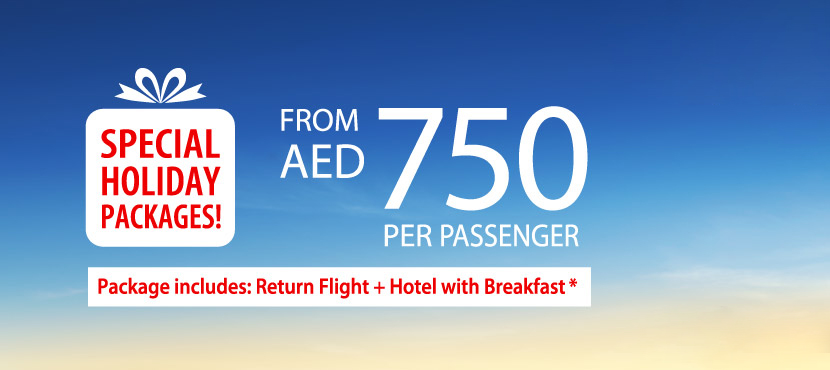 SPECIAL
HOLIDAY
PACKAGES!
FROM
AED 750
PER PASSENGER
Package includes: Return Flight + Hotel with Breakfast *